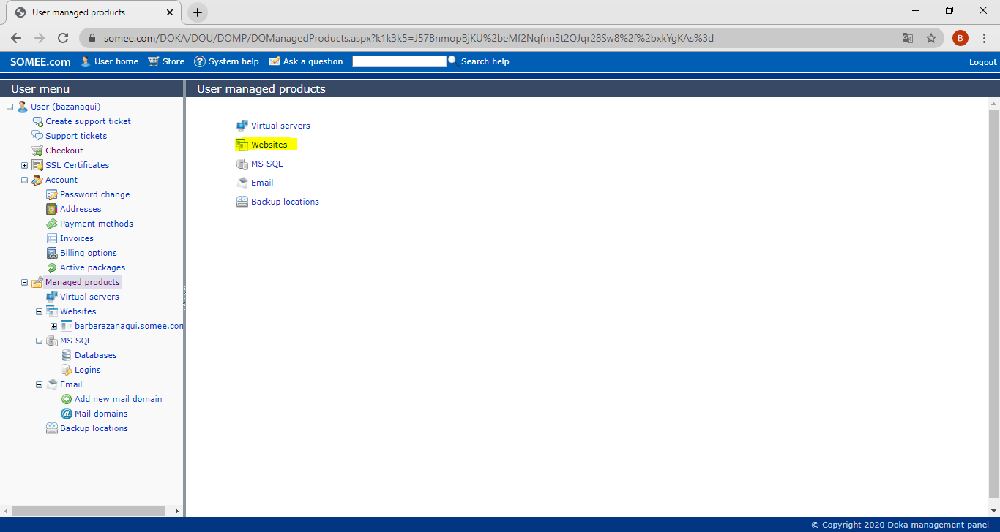 User managed products
somee.com/DOKA/DOU/DOMP/DOManagedProducts.aspx?k1k3k5=J57BnmopBjKU%2beMf2Nqfnn3t2QJqr28Sw8%2f%2bxkYgKAs%3d
B
SOMEE.com User home Store System help Ask a question Search help Logout
User menu
User managed products
User (bazanaqui)
Create support ticket
Support tickets
Checkout
SSL Certificates
Account
Password change
Addresses
Payment methods
Invoices
Billing options
Active packages
Managed products
Virtual servers
Websites
barbarazanaqui.somee.com
MS SQL
Databases
Logins
Email
Add new mail domain
Mail domains
Backup locations
Virtual servers
Websites
MS SQL
Email
Backup locations
© Copyright 2020 Doka management panel